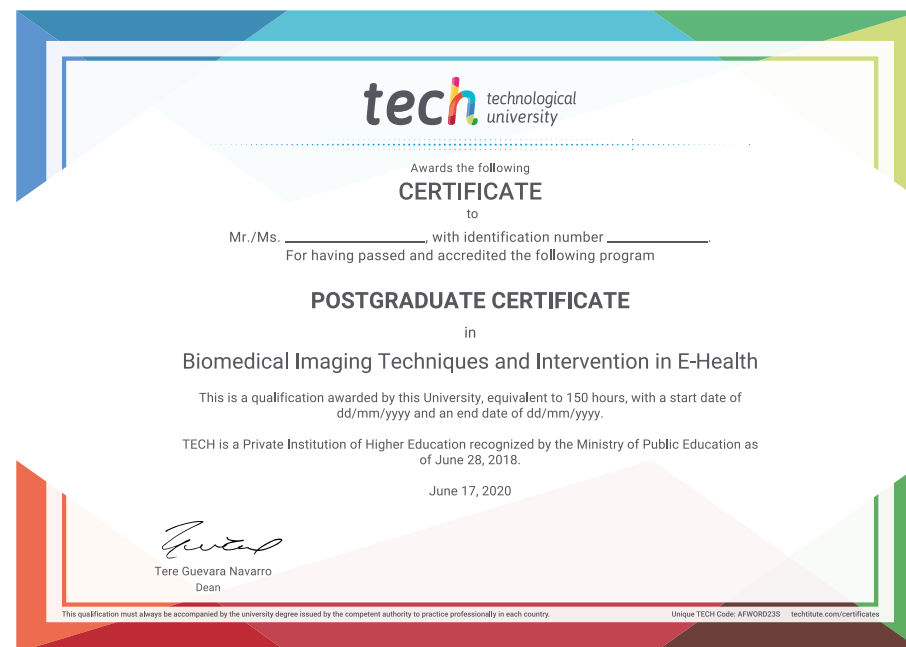 tech technological
university
Awards the following
CERTIFICATE
to
Mr./Ms. ____________________, with identification number ______________.
For having passed and accredited the following program
POSTGRADUATE CERTIFICATE
in
Biomedical Imaging Techniques and Intervention in E-Health
This is a qualification awarded by this University, equivalent to 150 hours, with a start date of
dd/mm/yyyy and an end date of dd/mm/yyyy.
TECH is a Private Institution of Higher Education recognized by the Ministry of Public Education as
of June 28, 2018.
June 17, 2020
Tere Guevara Navarro
Dean
This qualification must always be accompanied by the university degree issued by the competent authority to practice professionally in each country. Unique TECH Code: AFWORD23S techtitute.com/certificates